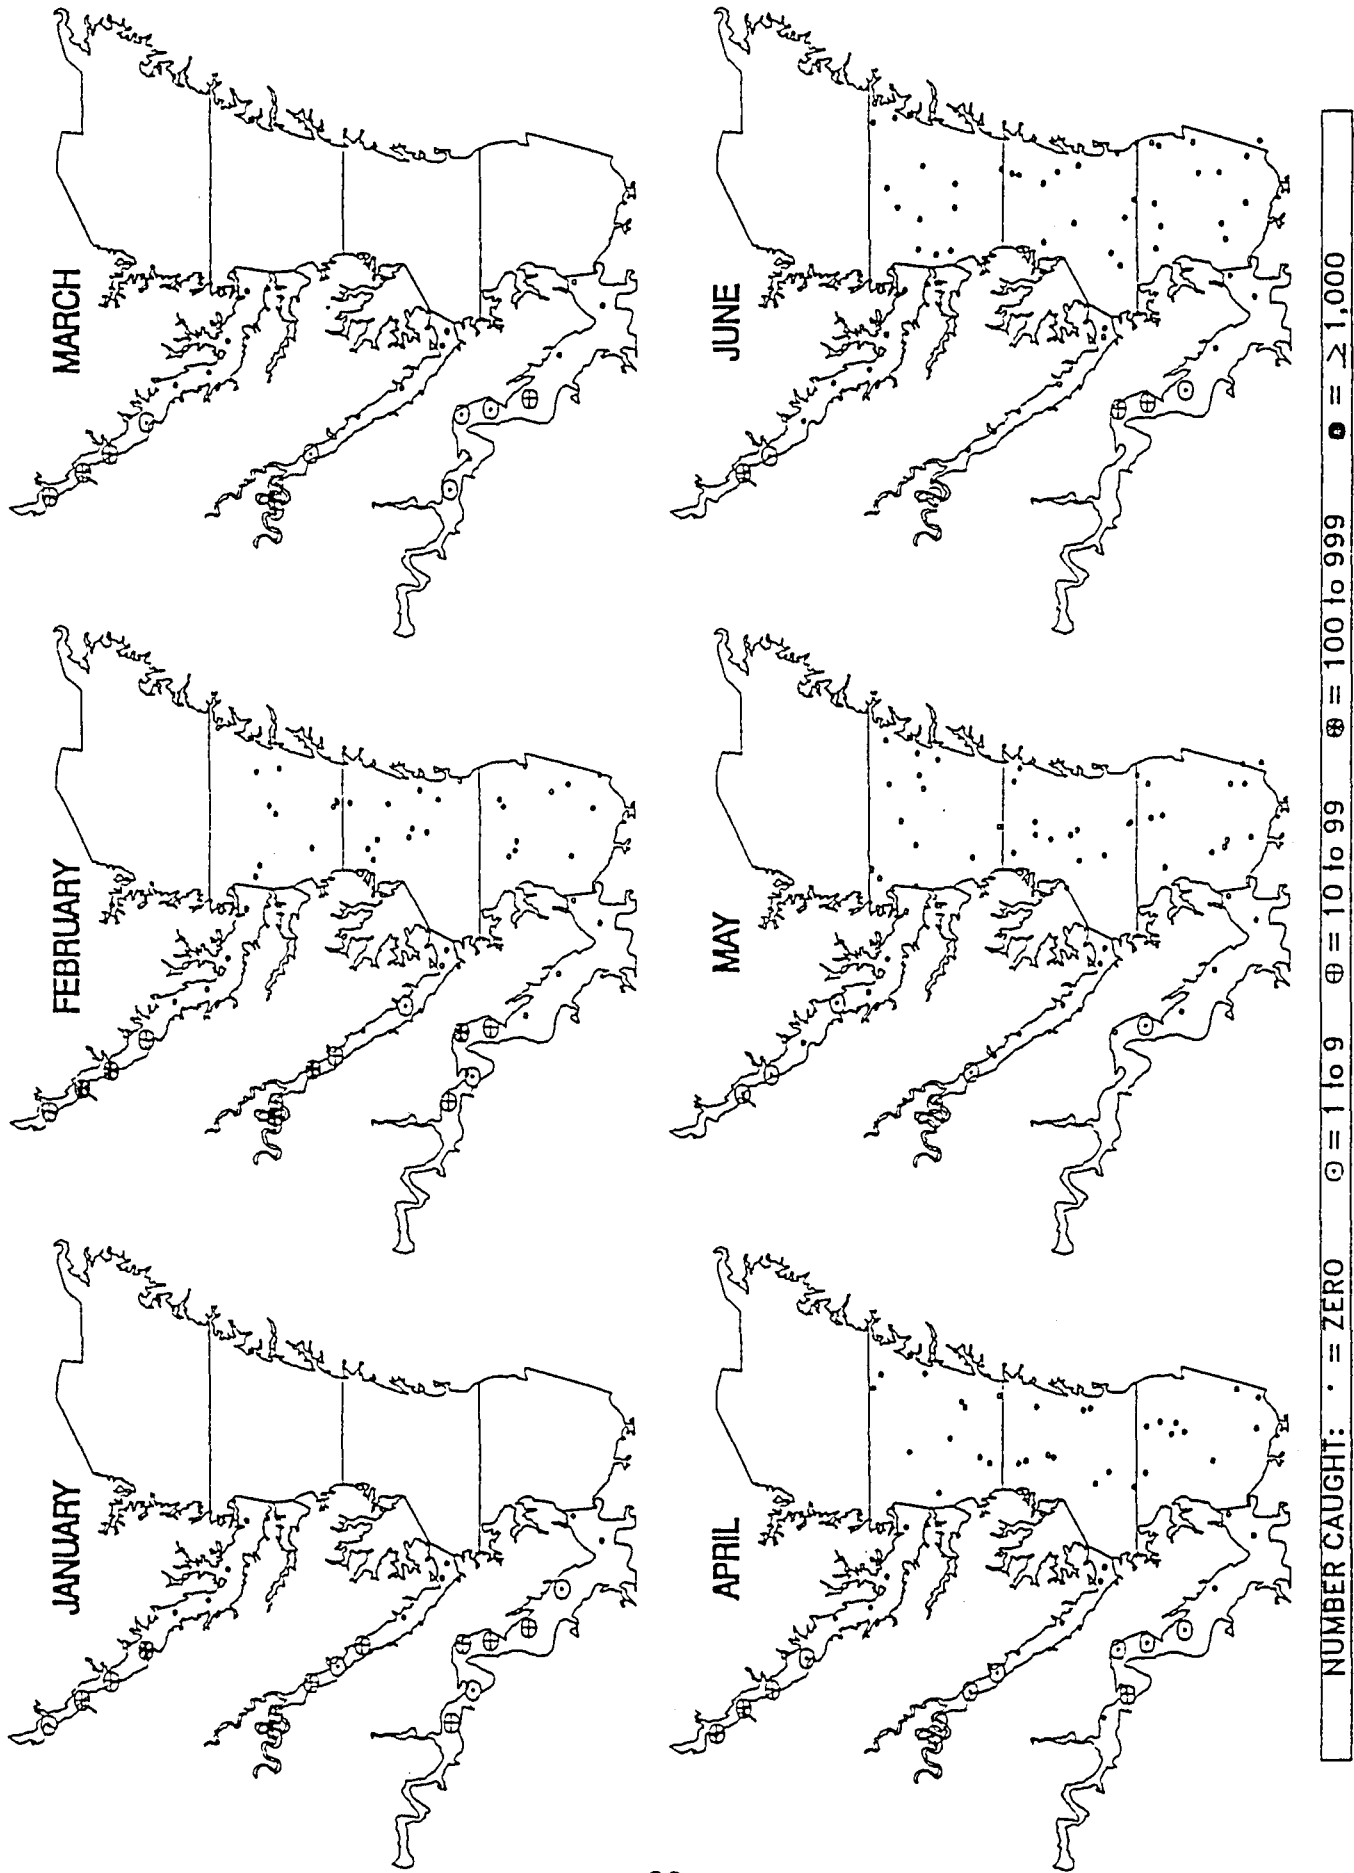 JANUARY
FEBRUARY
MARCH
APRIL
MAY
JUNE
NUMBER CAUGHT: • = ZERO ⊙ = 1 to 9 ⊕ = 10 to 99 ⊛ = 100 to 999 = ≥ 1,000